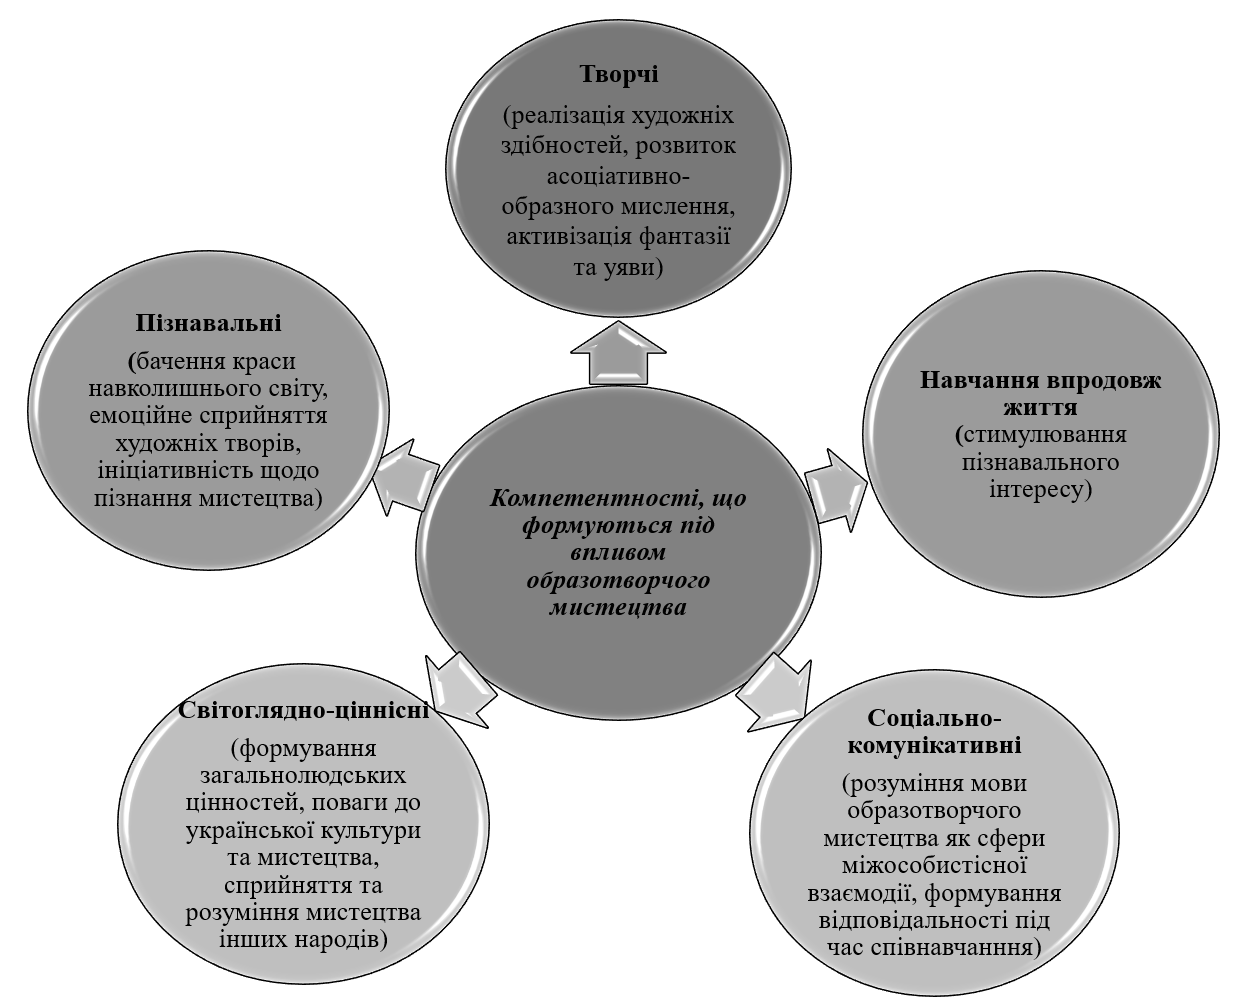 Творчі
(реалізація художніх
здібностей, розвиток
асоціативно-
образного мислення,
активізація фантазії
та уяви)
Пізнавальні
(бачення краси
навколишнього світу,
емоційне сприйняття
художніх творів,
ініціативність щодо
пізнання мистецтва)
Навчання впродовж
життя
(стимулювання
пізнавального
інтересу)
Компетентності, що
формуються під
впливом
образотворчого
мистецтва
Світоглядно-ціннісні
(формування
загальнолюдських
цінностей, поваги до
української культури
та мистецтва,
сприйняття та
розуміння мистецтва
інших народів)
Соціально-
комунікативні
(розуміння мови
образотворчого
мистецтва як сфери
міжособистісної
взаємодії, формування
відповідальності під
час співнавчанння)